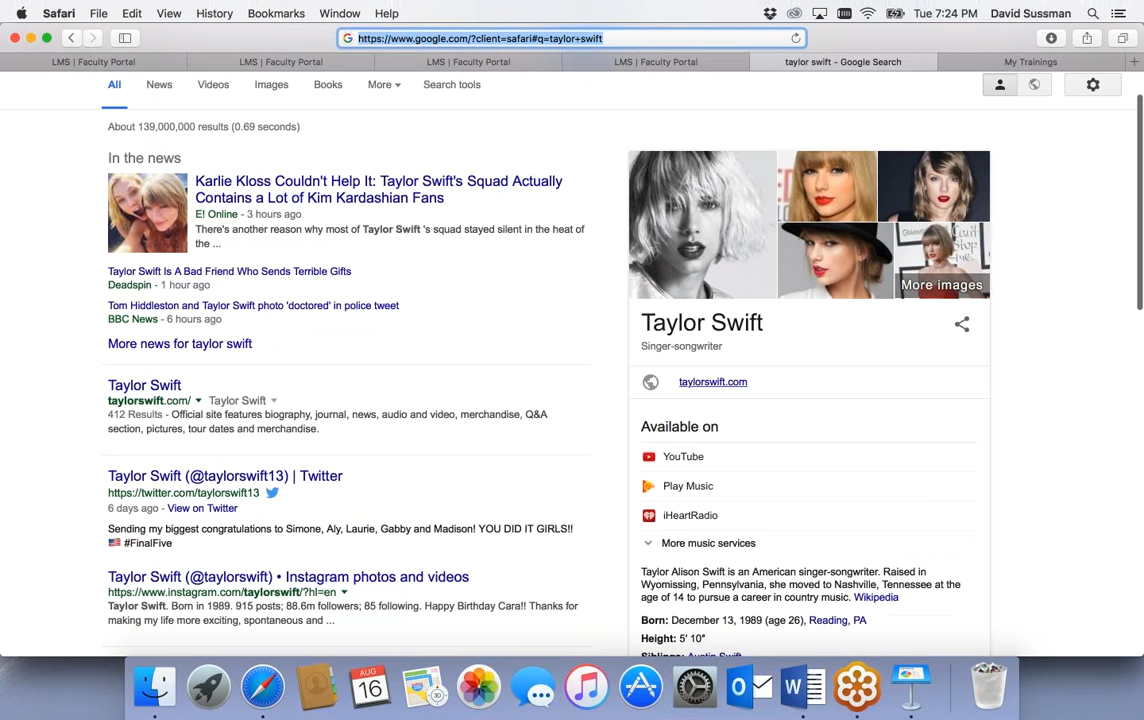 Safari File Edit View History Bookmarks Window Help Tue 7:24 PM David Sussman
https://www.google.com/?client=safari#q=taylor+swift
LMS | Faculty Portal LMS | Faculty Portal LMS | Faculty Portal LMS | Faculty Portal taylor swift - Google Search My Trainings
All News Videos Images Books More Search tools
About 139,000,000 results (0.69 seconds)
In the news
Karlie Kloss Couldn't Help It: Taylor Swift's Squad Actually
Contains a Lot of Kim Kardashian Fans
E! Online - 3 hours ago
There's another reason why most of Taylor Swift 's squad stayed silent in the heat of
the ...
Taylor Swift Is A Bad Friend Who Sends Terrible Gifts
Deadspin - 1 hour ago
Tom Hiddleston and Taylor Swift photo 'doctored' in police tweet
BBC News - 6 hours ago
More news for taylor swift
Taylor Swift
taylorswift.com/ Taylor Swift
412 Results - Official site features biography, journal, news, audio and video, merchandise, Q&A
section, pictures, tour dates and merchandise.
Taylor Swift (@taylorswift13) | Twitter
https://twitter.com/taylorswift13
6 days ago - View on Twitter
Sending my biggest congratulations to Simone, Aly, Laurie, Gabby and Madison! YOU DID IT GIRLS!!
🇺🇸 #FinalFive
Taylor Swift (@taylorswift) • Instagram photos and videos
https://www.instagram.com/taylorswift/?hl=en
Taylor Swift. Born in 1989. 915 posts; 88.6m followers; 85 following. Happy Birthday Cara!! Thanks for
making my life more exciting, spontaneous and ...
More images
Taylor Swift
Singer-songwriter
taylorswift.com
Available on
YouTube
Play Music
iHeartRadio
More music services
Taylor Alison Swift is an American singer-songwriter. Raised in
Wyomissing, Pennsylvania, she moved to Nashville, Tennessee at the
age of 14 to pursue a career in country music. Wikipedia
Born: December 13, 1989 (age 26), Reading, PA
Height: 5′ 10″
Siblings: Austin Swift
AUG
16